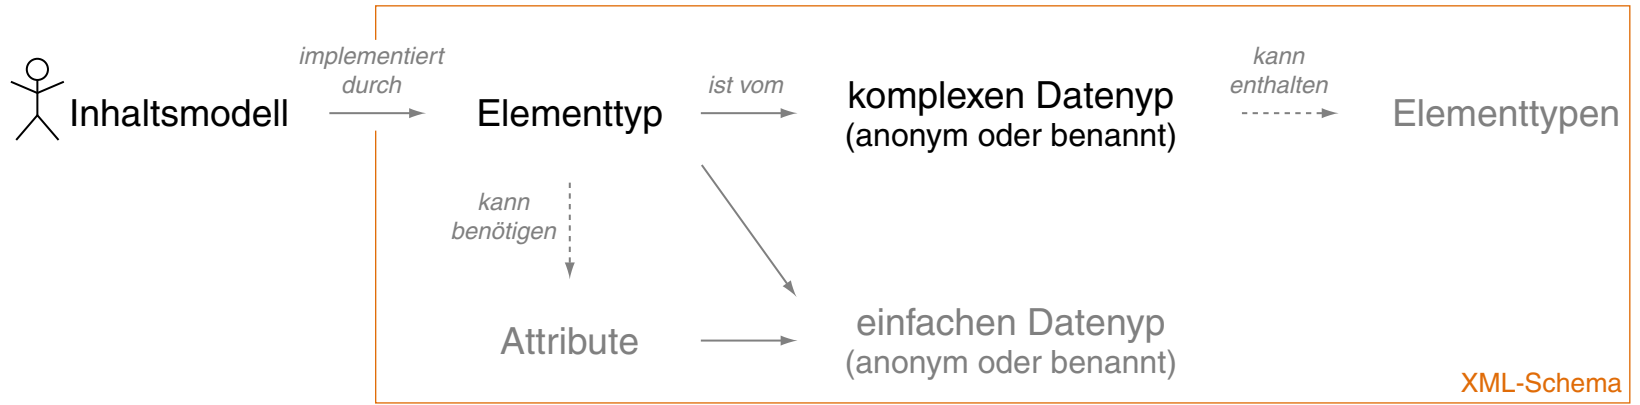 implementiert
durch
Inhaltsmodell
Elementtyp
ist vom
komplexen Datenyp
(anonym oder benannt)
kann
enthalten
Elementtypen
kann
benötigen
Attribute
einfachen Datenyp
(anonym oder benannt)
XML-Schema